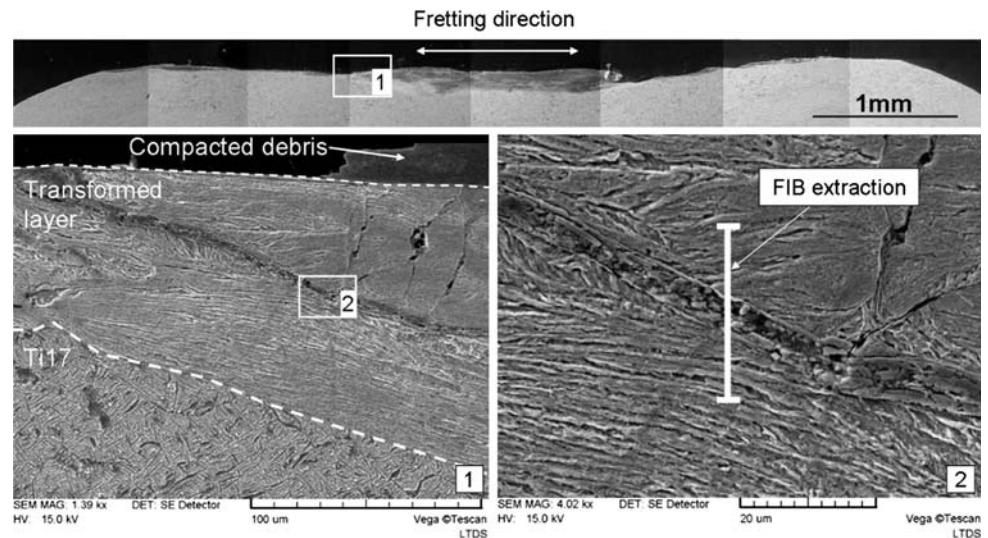 Fretting direction
1
1mm
Compacted debris
Transformed
layer
2
Ti17
1
SEM MAG: 1.39 kx DET: SE Detector
HV: 15.0 kV
100 um
Vega ©Tescan
LTDS
FIB extraction
2
SEM MAG: 4.02 kx DET: SE Detector
HV: 15.0 kV
20 um
Vega ©Tescan
LTDS